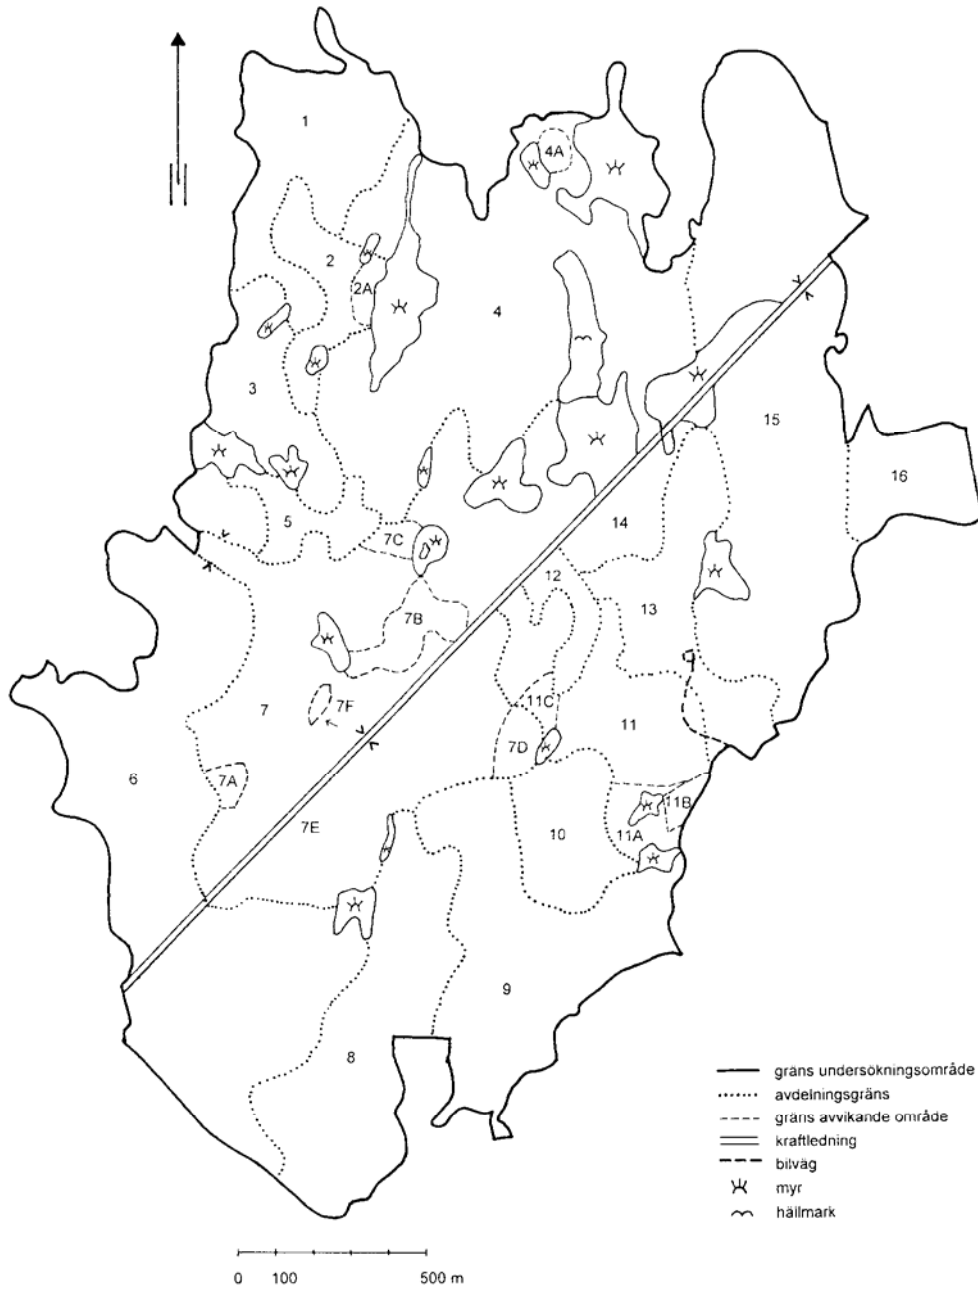 1
4A
2
2A
4
3
15
16
5
14
7C
12
13
7B
7F
11C
7
11
7D
6
7A
11B
7E
10
11A
9
8
gräns undersökningsområde
avdelningsgräns
gräns avvikande område
kraftledning
bilväg
myr
hällmark
0 100 500 m